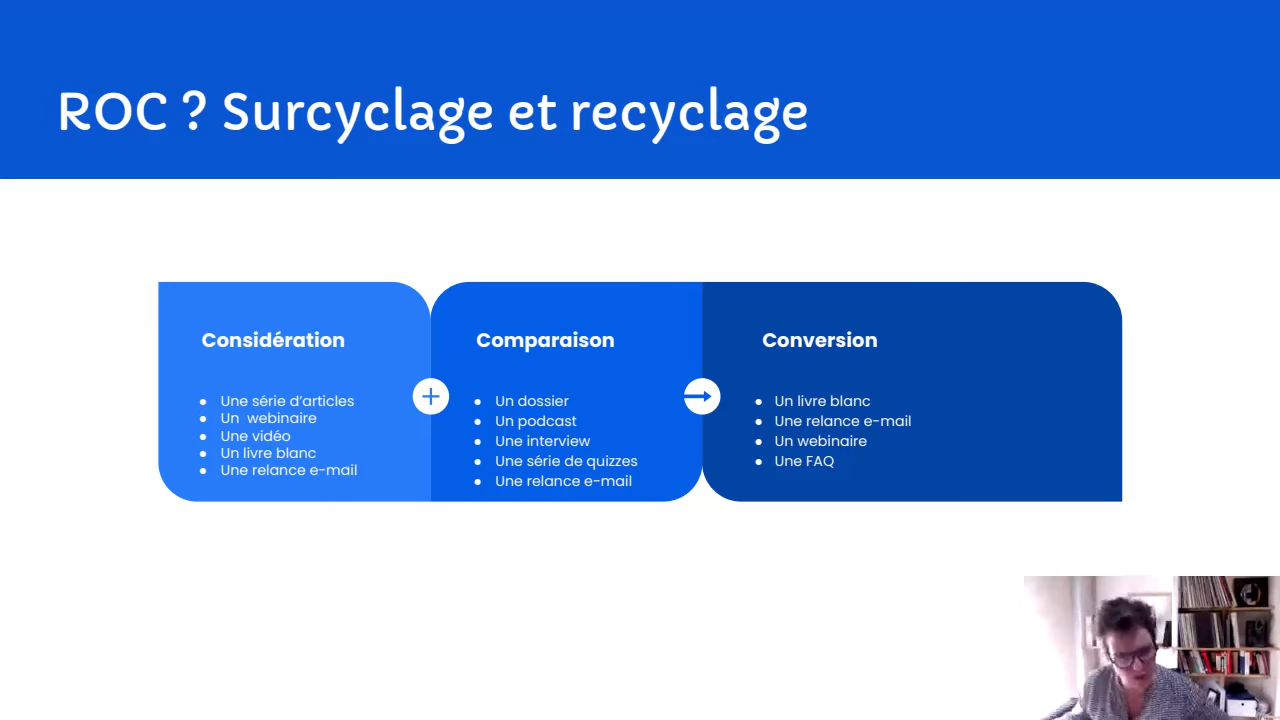 ROC ? Surcyclage et recyclage
Considération
● Une série d’articles
● Un webinaire
● Une vidéo
● Un livre blanc
● Une relance e-mail
Comparaison
● Un dossier
● Un podcast
● Une interview
● Une série de quizzes
● Une relance e-mail
Conversion
● Un livre blanc
● Une relance e-mail
● Un webinaire
● Une FAQ